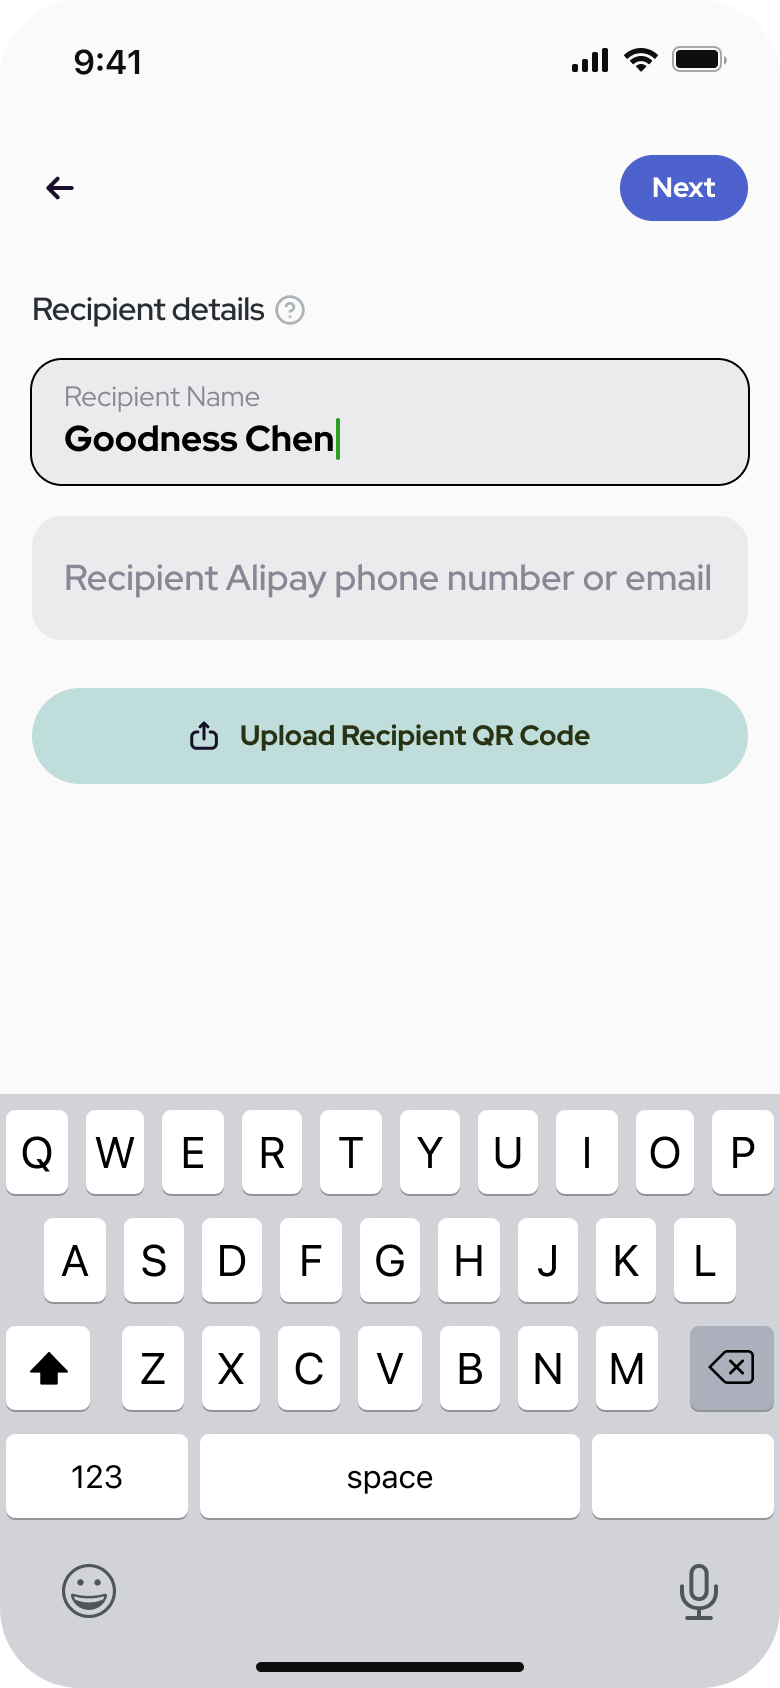 9:41
Next
Recipient details
Recipient Name
Goodness Chen
Recipient Alipay phone number or email
Upload Recipient QR Code
Q W E R T Y U I O P
A S D F G H J K L
Z X C V B N M
123 space